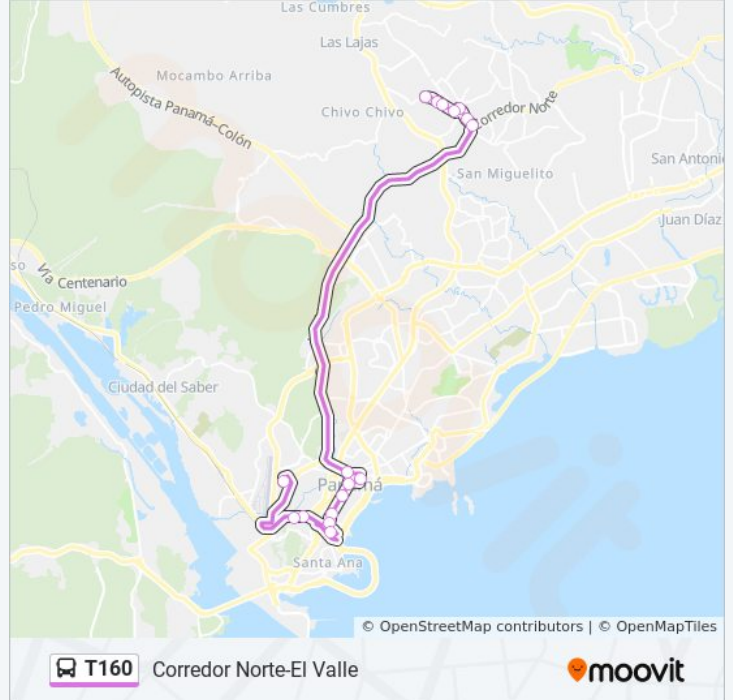 Las Cumbres
Las Lajas
Mocambo Arriba
Autopista Panamá-Colón
Chivo Chivo
Corredor Norte
San Antonio
San Miguelito
Juan Díaz
so
Vía Centenario
Pedro Miguel
Ciudad del Saber
Panamá
Santa Ana
© OpenStreetMap contributors | © OpenMapTiles
T160 Corredor Norte-El Valle
moovit